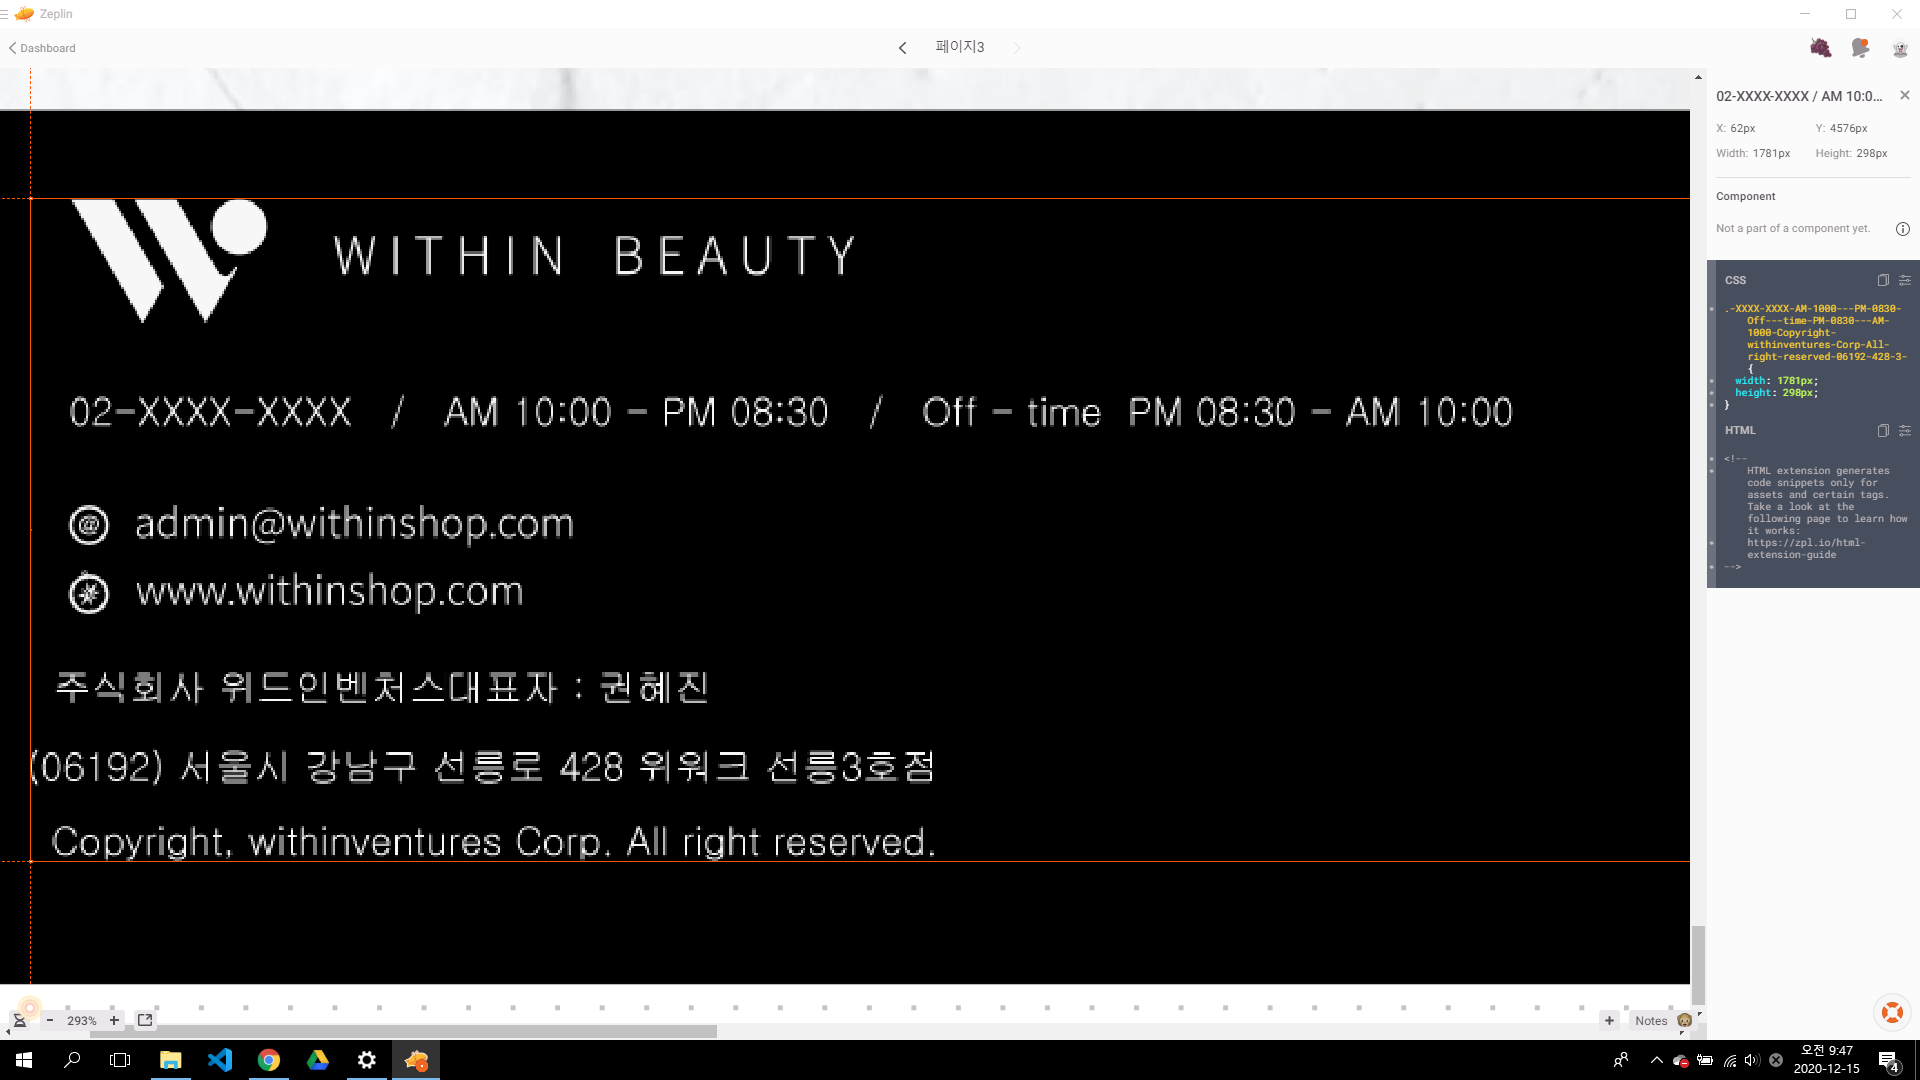 Zeplin
Dashboard
페이지3
02-XXXX-XXXX / AM 10:0...
X: 62px
Y: 4576px
Width: 1781px
Height: 298px
Component
Not a part of a component yet.
WITHIN BEAUTY
02-XXXX-XXXX / AM 10:00 - PM 08:30 / Off - time PM 08:30 - AM 10:00
admin@withinshop.com
www.withinshop.com
주식회사 위드인벤처스대표자 : 권혜진
(06192) 서울시 강남구 선릉로 428 위워크 선릉3호점
Copyright, withinventures Corp. All right reserved.
CSS
.-XXXX-XXXX-AM-1000---PM-0830-
Off---time-PM-0830---AM-
1000-Copyright-
withinventures-Corp-All-
right-reserved-06192-428-3-
{
width: 1781px;
height: 298px;
}
HTML
<!--
HTML extension generates
code snippets only for
assets and certain tags.
Take a look at the
following page to learn how
it works:
https://zpl.io/html-
extension-guide
-->
- 293% +
+ Notes
오전 9:47
2020-12-15
4